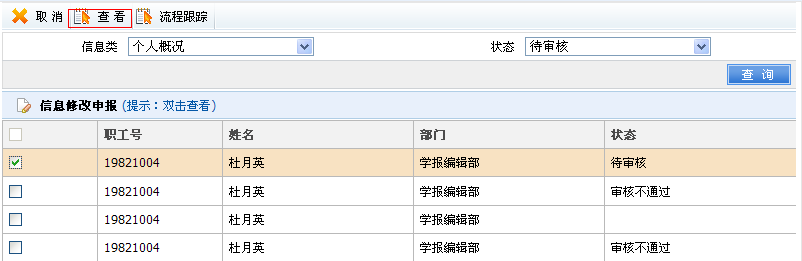 取消 查看 流程跟踪
信息类 个人概况 状态 待审核
查询
信息修改申报 (提示：双击查看)
职工号 姓名 部门 状态
19821004 杜月英 学报编辑部 待审核
19821004 杜月英 学报编辑部 审核不通过
19821004 杜月英 学报编辑部
19821004 杜月英 学报编辑部 审核不通过